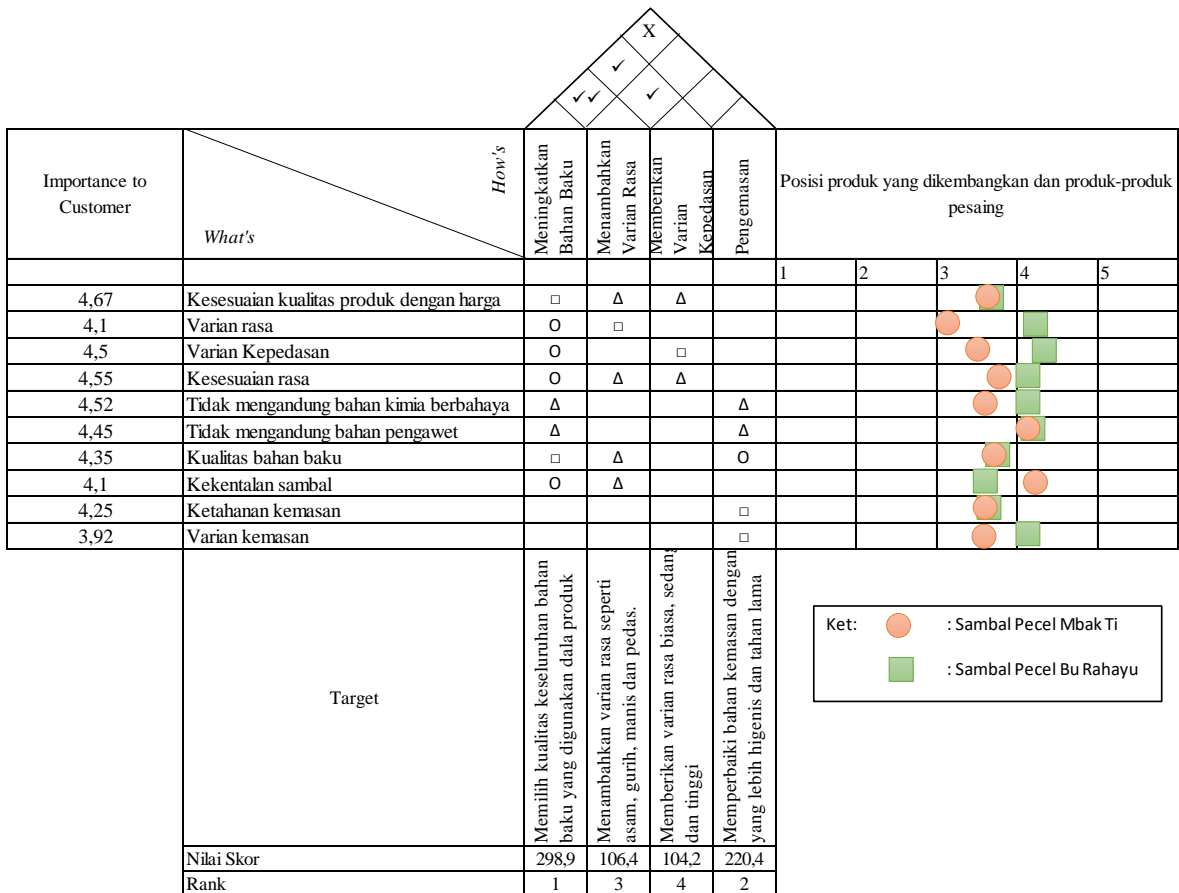 X
✓
✓✓ ✓
Importance to
Customer
How's
What's
Meningkatkan
Bahan Baku
Menambahkan
Varian Rasa
Memberikan
Varian
Kepedasan
Pengemasan
Posisi produk yang dikembangkan dan produk-produk
pesaing
1 2 3 4 5
4,67 Kesesuaian kualitas produk dengan harga □ Δ Δ
4,1 Varian rasa O □
4,5 Varian Kepedasan O □
4,55 Kesesuaian rasa O Δ Δ
4,52 Tidak mengandung bahan kimia berbahaya Δ Δ
4,45 Tidak mengandung bahan pengawet Δ Δ
4,35 Kualitas bahan baku □ Δ O
4,1 Kekentalan sambal O Δ
4,25 Ketahanan kemasan □
3,92 Varian kemasan □
Target
Memilih kualitas keseluruhan bahan
baku yang digunakan dala produk
Menambahkan varian rasa seperti
asam, gurih, manis dan pedas.
Memberikan varian rasa biasa, sedang
dan tinggi
Memperbaiki bahan kemasan dengan
yang lebih higenis dan tahan lama
Ket: : Sambal Pecel Mbak Ti
: Sambal Pecel Bu Rahayu
Nilai Skor 298,9 106,4 104,2 220,4
Rank 1 3 4 2